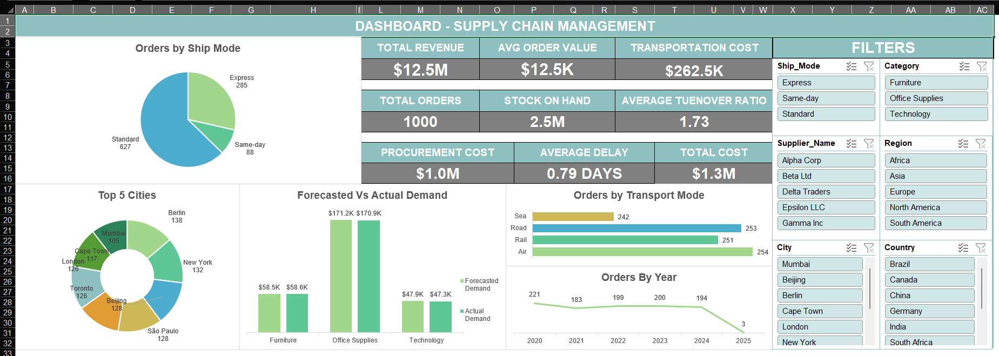 A B C D E F G H I L M N O P Q R S T U V W X Y Z AA AB AC
1
2
3
4
5
6
7
8
9
10
11
12
13
14
15
16
17
18
19
20
21
22
23
24
25
26
27
28
29
30
31
32
33
DASHBOARD - SUPPLY CHAIN MANAGEMENT
Orders by Ship Mode
Express
285
Same-day
88
Standard
627
TOTAL REVENUE
$12.5M
AVG ORDER VALUE
$12.5K
TRANSPORTATION COST
$262.5K
TOTAL ORDERS
1000
STOCK ON HAND
2.5M
AVERAGE TUENOVER RATIO
1.73
PROCUREMENT COST
$1.0M
AVERAGE DELAY
0.79 DAYS
TOTAL COST
$1.3M
Top 5 Cities
Berlin
138
New York
132
São Paulo
128
Beijing
128
Toronto
126
London
126
Cape Town
117
Mumbai
105
Forecasted Vs Actual Demand
$58.5K $58.6K
$171.2K $170.9K
$47.9K $47.3K
Furniture Office Supplies Technology
Forecasted
Demand
Actual
Demand
Orders by Transport Mode
Sea 242
Road 253
Rail 251
Air 254
Orders By Year
221 183 199 200 194 3
2020 2021 2022 2023 2024 2025
FILTERS
Ship_Mode
Express
Same-day
Standard
Category
Furniture
Office Supplies
Technology
Supplier_Name
Alpha Corp
Beta Ltd
Delta Traders
Epsilon LLC
Gamma Inc
Region
Africa
Asia
Europe
North America
South America
City
Mumbai
Beijing
Berlin
Cape Town
London
New York
Country
Brazil
Canada
China
Germany
India
South Africa